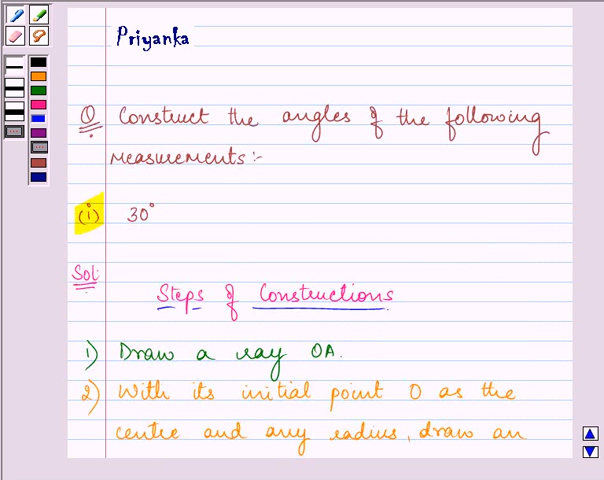 Priyanka
Q Construct the angles of the following
measurements :-
(i) 30°
Sol:
Steps of Constructions
1) Draw a ray OA.
2) With its initial point O as the
centre and any radius, draw an